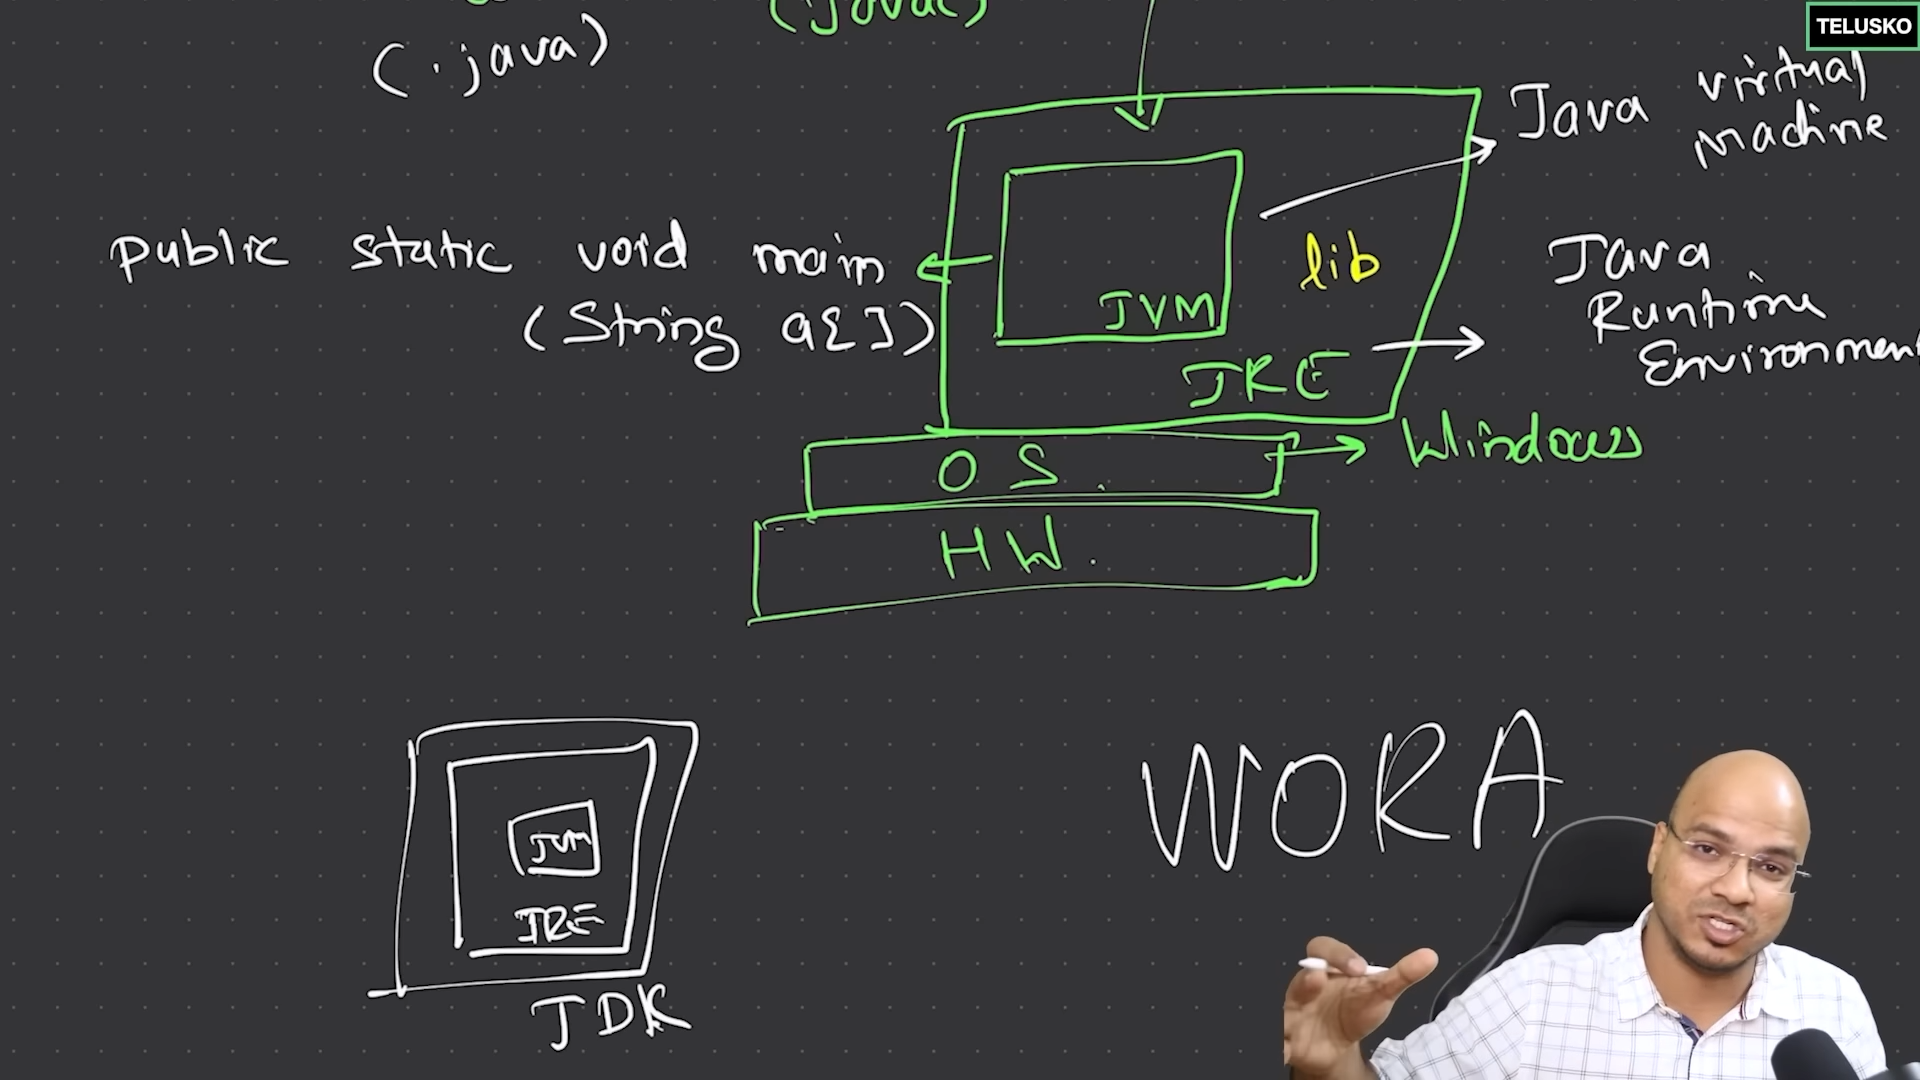 (javac)
TELUSKO
(.java)
Java Virtual
Machine
public static void main
(String a[])
lib
JVM
JRE
Java
Runtime
Environmen
OS.
Windows
HW.
WORA
JVM
JRE
JDK